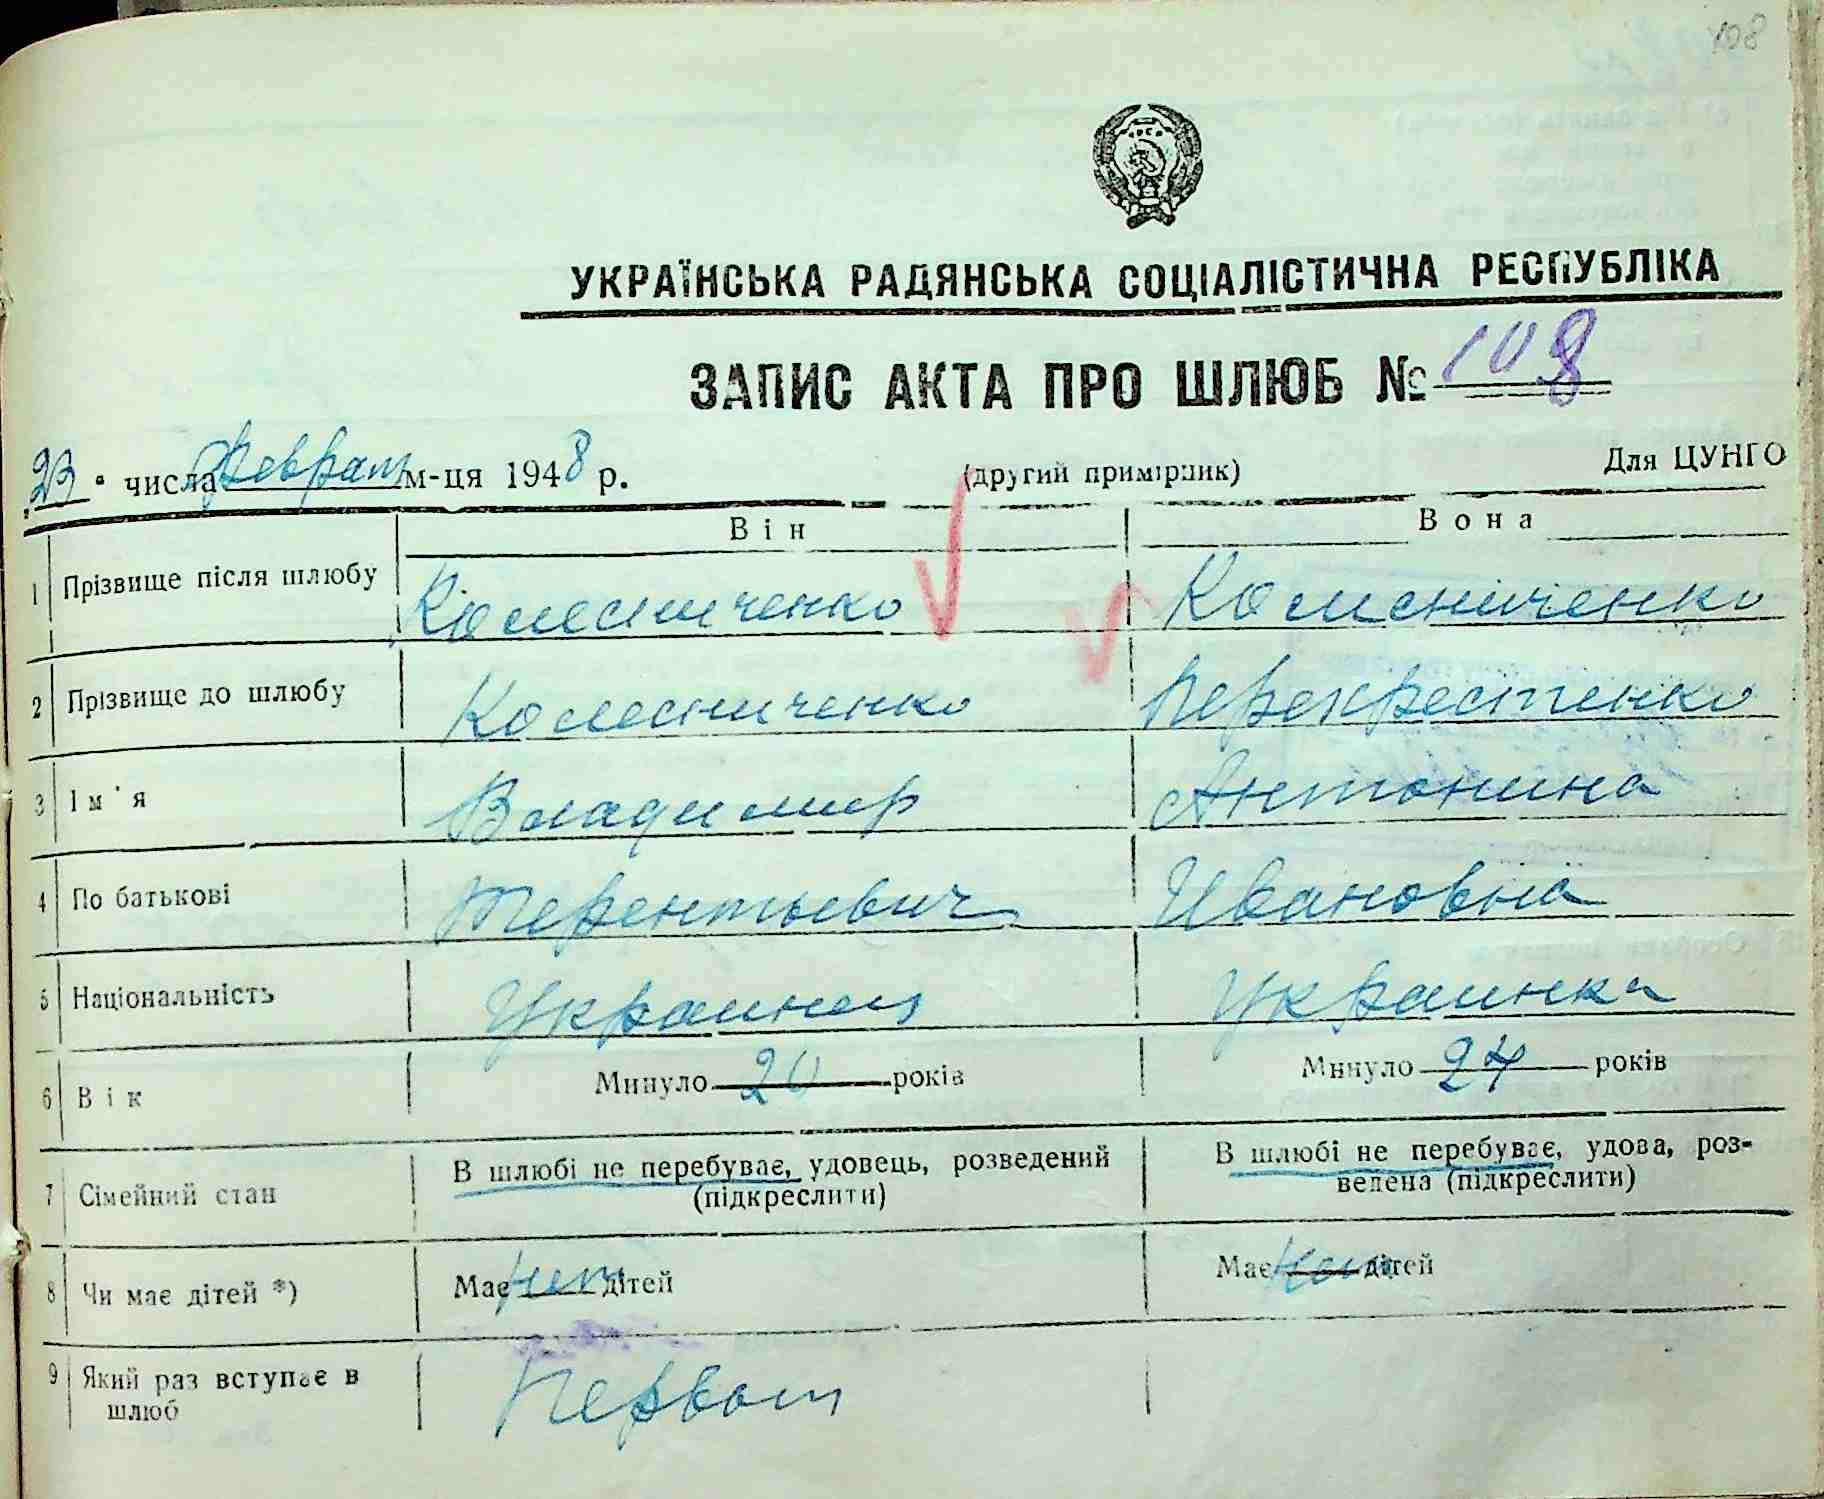 108
УКРАЇНСЬКА РАДЯНСЬКА СОЦІАЛІСТИЧНА РЕСПУБЛІКА
ЗАПИС АКТА ПРО ШЛЮБ № 108
23 числа Феврал м-ця 1948 р. (другий примірник) Для ЦУНГО
Він Вона
1 Прізвище після шлюбу Колесниченко Колесниченко
2 Прізвище до шлюбу Колесниченко Перекрестенко
3 Ім'я Владимир Антонина
4 По батькові Терентьевич Ивановна
5 Національність Украинец Украинка
6 Вік Минуло 20 років Минуло 24 років
7 Сімейний стан В шлюбі не перебуває, удовець, розведений В шлюбі не перебуває, удова, роз-
(підкреслити) ведена (підкреслити)
8 Чи має дітей *) Має нет дітей Має нет дітей
9 Який раз вступає в
шлюб Первый